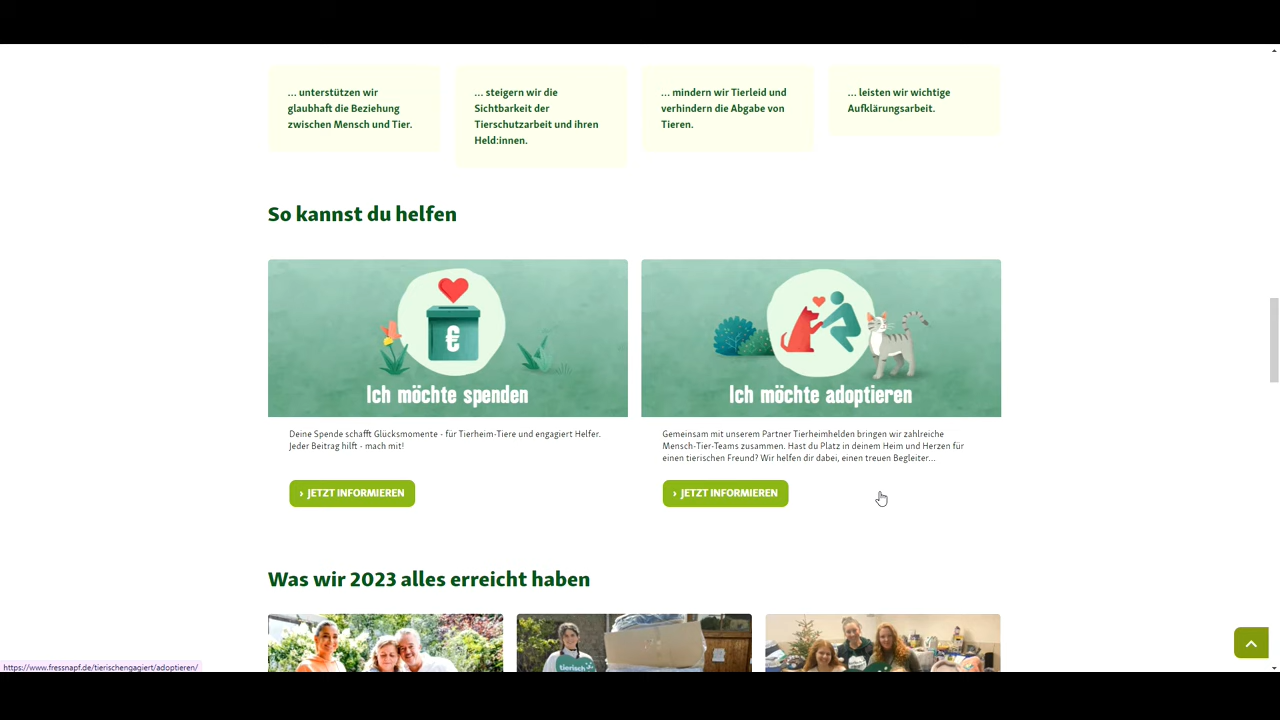 ... unterstützen wir
glaubhaft die Beziehung
zwischen Mensch und Tier.
... steigern wir die
Sichtbarkeit der
Tierschutzarbeit und ihren
Held:innen.
... mindern wir Tierleid und
verhindern die Abgabe von
Tieren.
... leisten wir wichtige
Aufklärungsarbeit.
So kannst du helfen
€
Ich möchte spenden
Deine Spende schafft Glücksmomente - für Tierheim-Tiere und engagiert Helfer.
Jeder Beitrag hilft - mach mit!
› JETZT INFORMIEREN
Ich möchte adoptieren
Gemeinsam mit unserem Partner Tierheimhelden bringen wir zahlreiche
Mensch-Tier-Teams zusammen. Hast du Platz in deinem Heim und Herzen für
einen tierischen Freund? Wir helfen dir dabei, einen treuen Begleiter...
› JETZT INFORMIEREN
Was wir 2023 alles erreicht haben
tierisch
https://www.fressnapf.de/tierischengagiert/adoptieren/